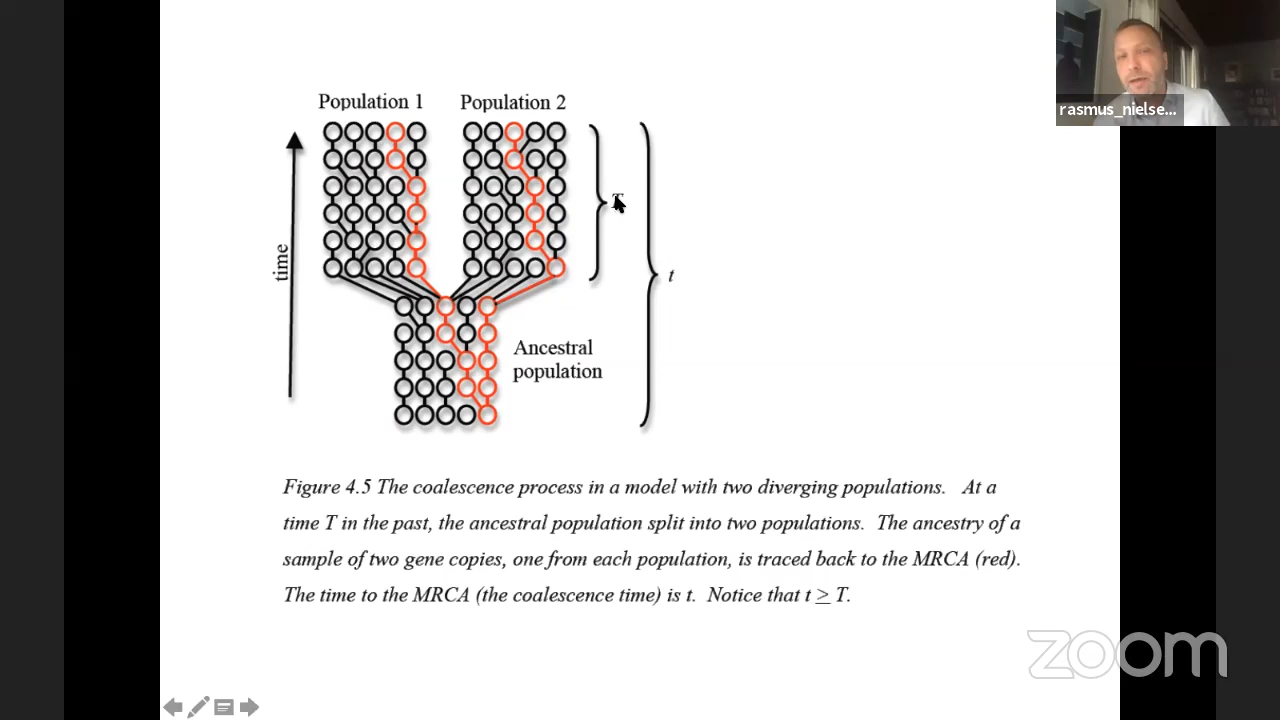 rasmus_nielse...
Population 1 Population 2
T
time
t
Ancestral
population
Figure 4.5 The coalescence process in a model with two diverging populations. At a
time T in the past, the ancestral population split into two populations. The ancestry of a
sample of two gene copies, one from each population, is traced back to the MRCA (red).
The time to the MRCA (the coalescence time) is t. Notice that t ≥ T.
zoom